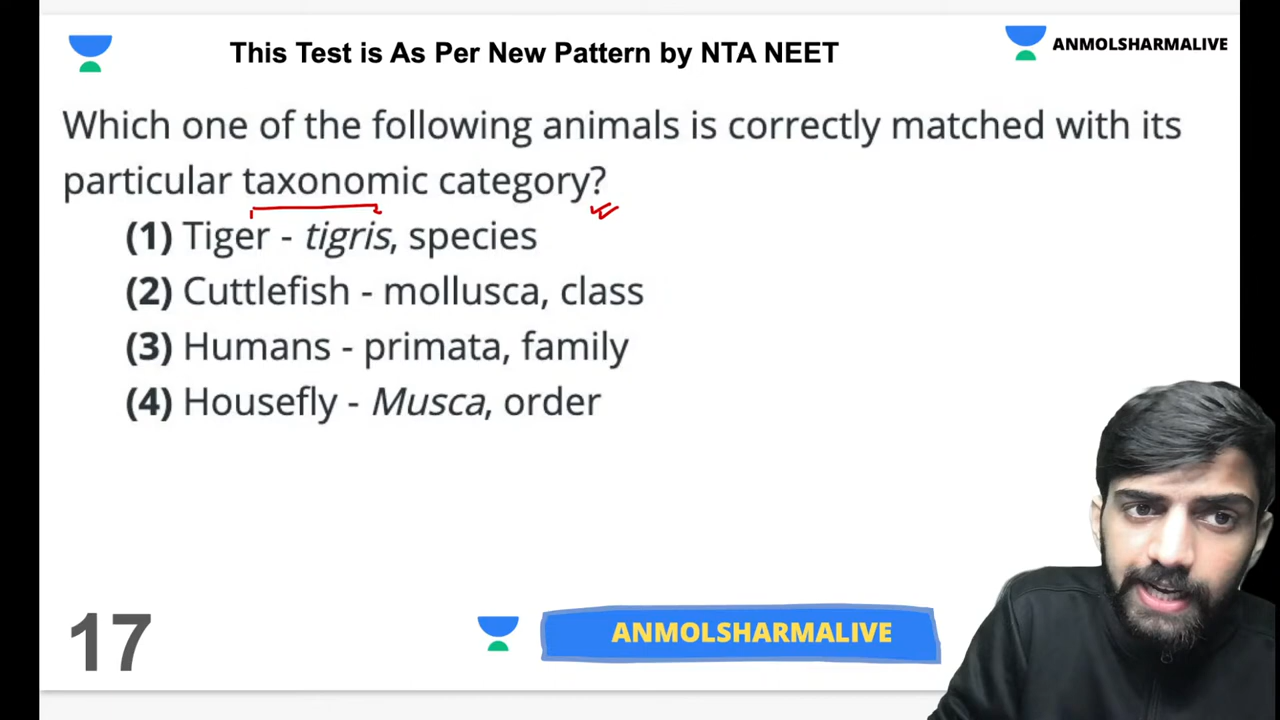 This Test is As Per New Pattern by NTA NEET
ANMOLSHARMALIVE
Which one of the following animals is correctly matched with its
particular taxonomic category?
(1) Tiger - tigris, species
(2) Cuttlefish - mollusca, class
(3) Humans - primata, family
(4) Housefly - Musca, order
17
ANMOLSHARMALIVE